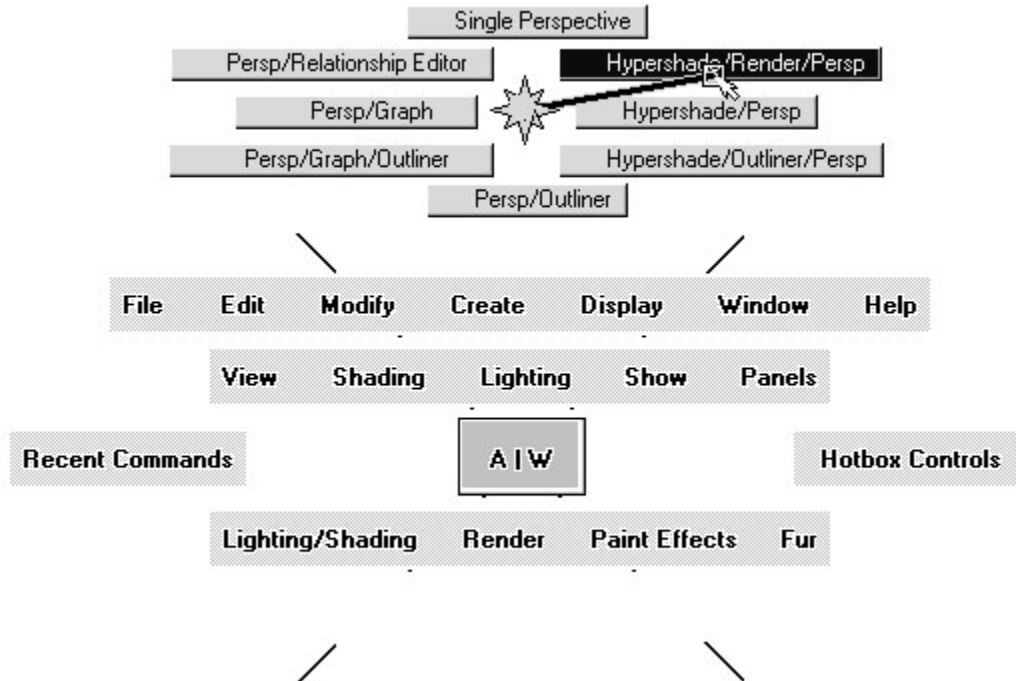 Single Perspective
Persp/Relationship Editor
Hypershade/Render/Persp
Persp/Graph
Hypershade/Persp
Persp/Graph/Outliner
Hypershade/Outliner/Persp
Persp/Outliner
File Edit Modify Create Display Window Help
View Shading Lighting Show Panels
Recent Commands
A | W
Hotbox Controls
Lighting/Shading Render Paint Effects Fur